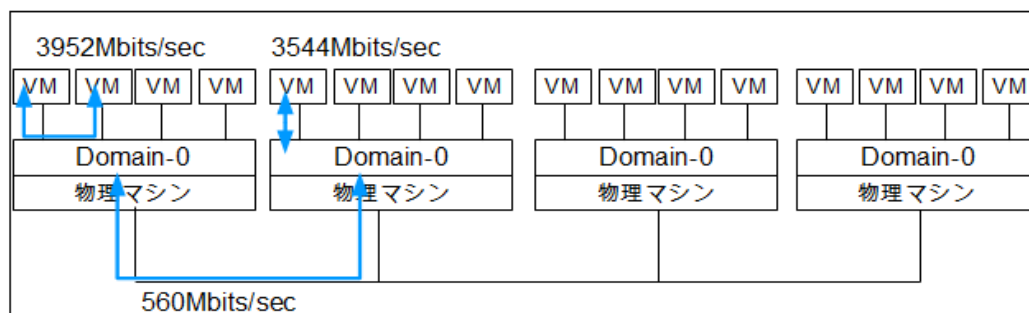 3952Mbits/sec 3544Mbits/sec
VM VM VM VM VM VM VM VM VM VM VM VM VM VM VM VM
Domain-0 Domain-0 Domain-0 Domain-0
物理マシン 物理マシン 物理マシン 物理マシン
560Mbits/sec